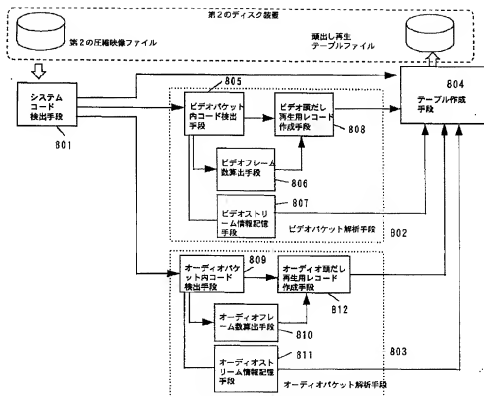 第2のディスク装置
第2の圧縮映像ファイル
頭出し再生
テーブルファイル
システム
コード
検出手段
801
805
ビデオパケット
内コード検出
手段
ビデオ頭だし
再生用レコード
作成手段
808
804
テーブル作成
手段
ビデオフレーム
数算出手段
806
807
ビデオストリーム情報記憶
手段
ビデオパケット解析手段
802
809
オーディオパケ
ット内コード
検出手段
オーディオ頭だし
再生用レコード
作成手段
812
オーディオフレ
ーム数算出手段
810
811
オーディオスト
リーム情報記憶
手段
803
オーディオパケット解析手段